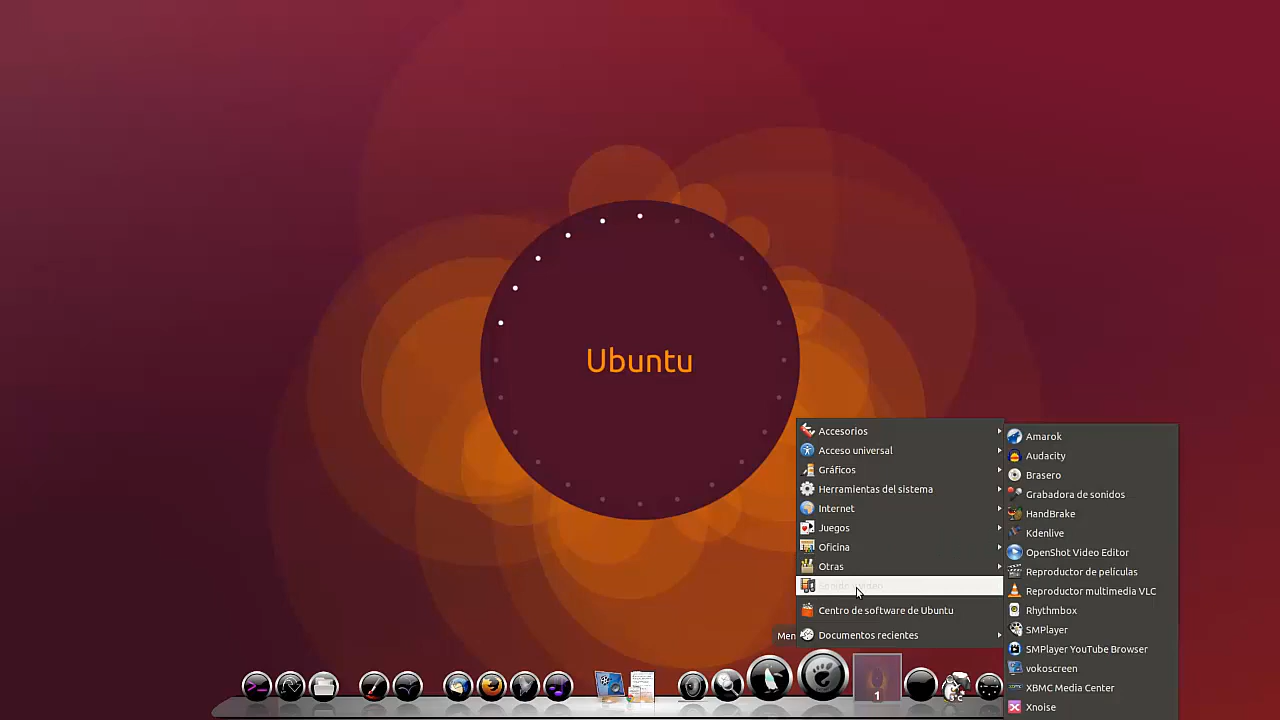 Ubuntu
Accesorios
Acceso universal
Gráficos
Herramientas del sistema
Internet
Juegos
Oficina
Otras
Centro de software de Ubuntu
Men
Documentos recientes
Amarok
Audacity
Brasero
Grabadora de sonidos
HandBrake
Kdenlive
OpenShot Video Editor
Reproductor de películas
Reproductor multimedia VLC
Rhythmbox
SMPlayer
SMPlayer YouTube Browser
vokoscreen
XBMC Media Center
Xnoise
1